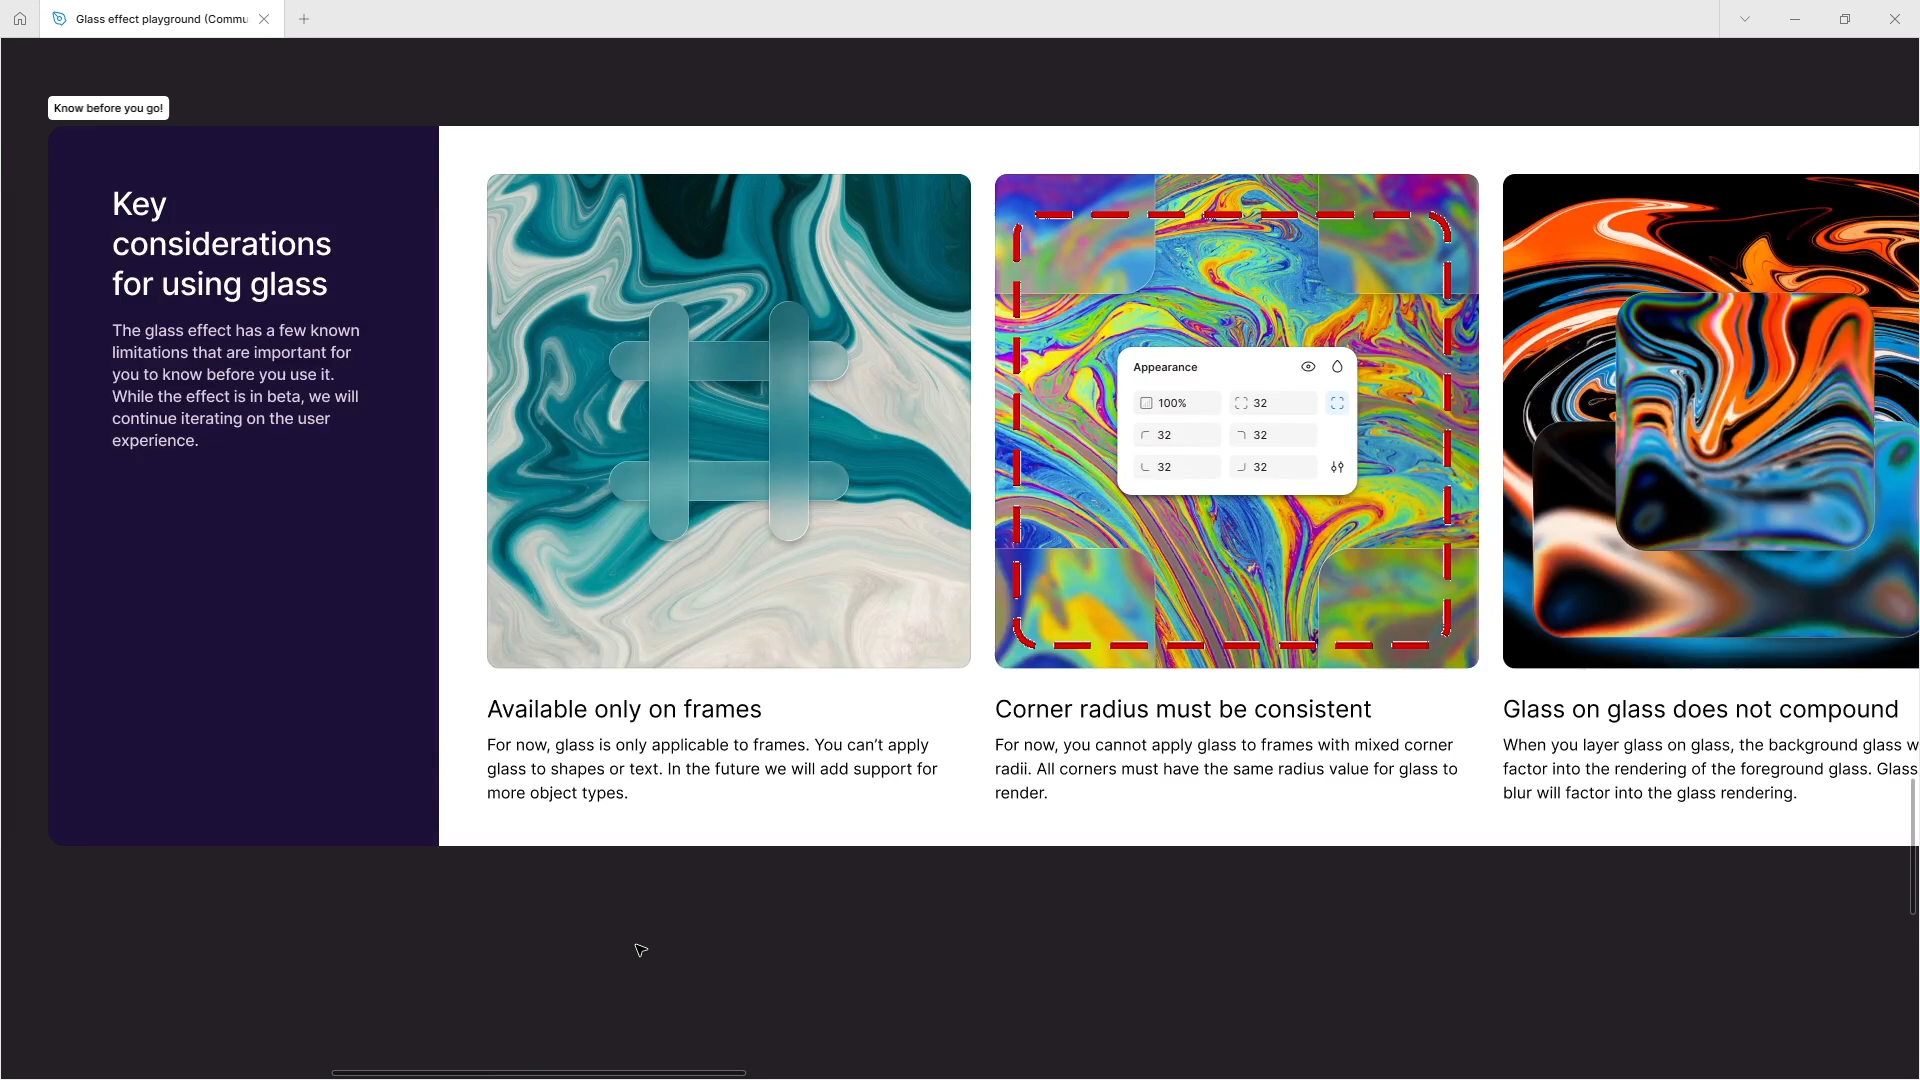 Glass effect playground (Commu
Know before you go!
Key
considerations
for using glass
The glass effect has a few known
limitations that are important for
you to know before you use it.
While the effect is in beta, we will
continue iterating on the user
experience.
Appearance
100%
32
32
32
32
32
Available only on frames
For now, glass is only applicable to frames. You can’t apply
glass to shapes or text. In the future we will add support for
more object types.
Corner radius must be consistent
For now, you cannot apply glass to frames with mixed corner
radii. All corners must have the same radius value for glass to
render.
Glass on glass does not compound
When you layer glass on glass, the background glass w
factor into the rendering of the foreground glass. Glass
blur will factor into the glass rendering.